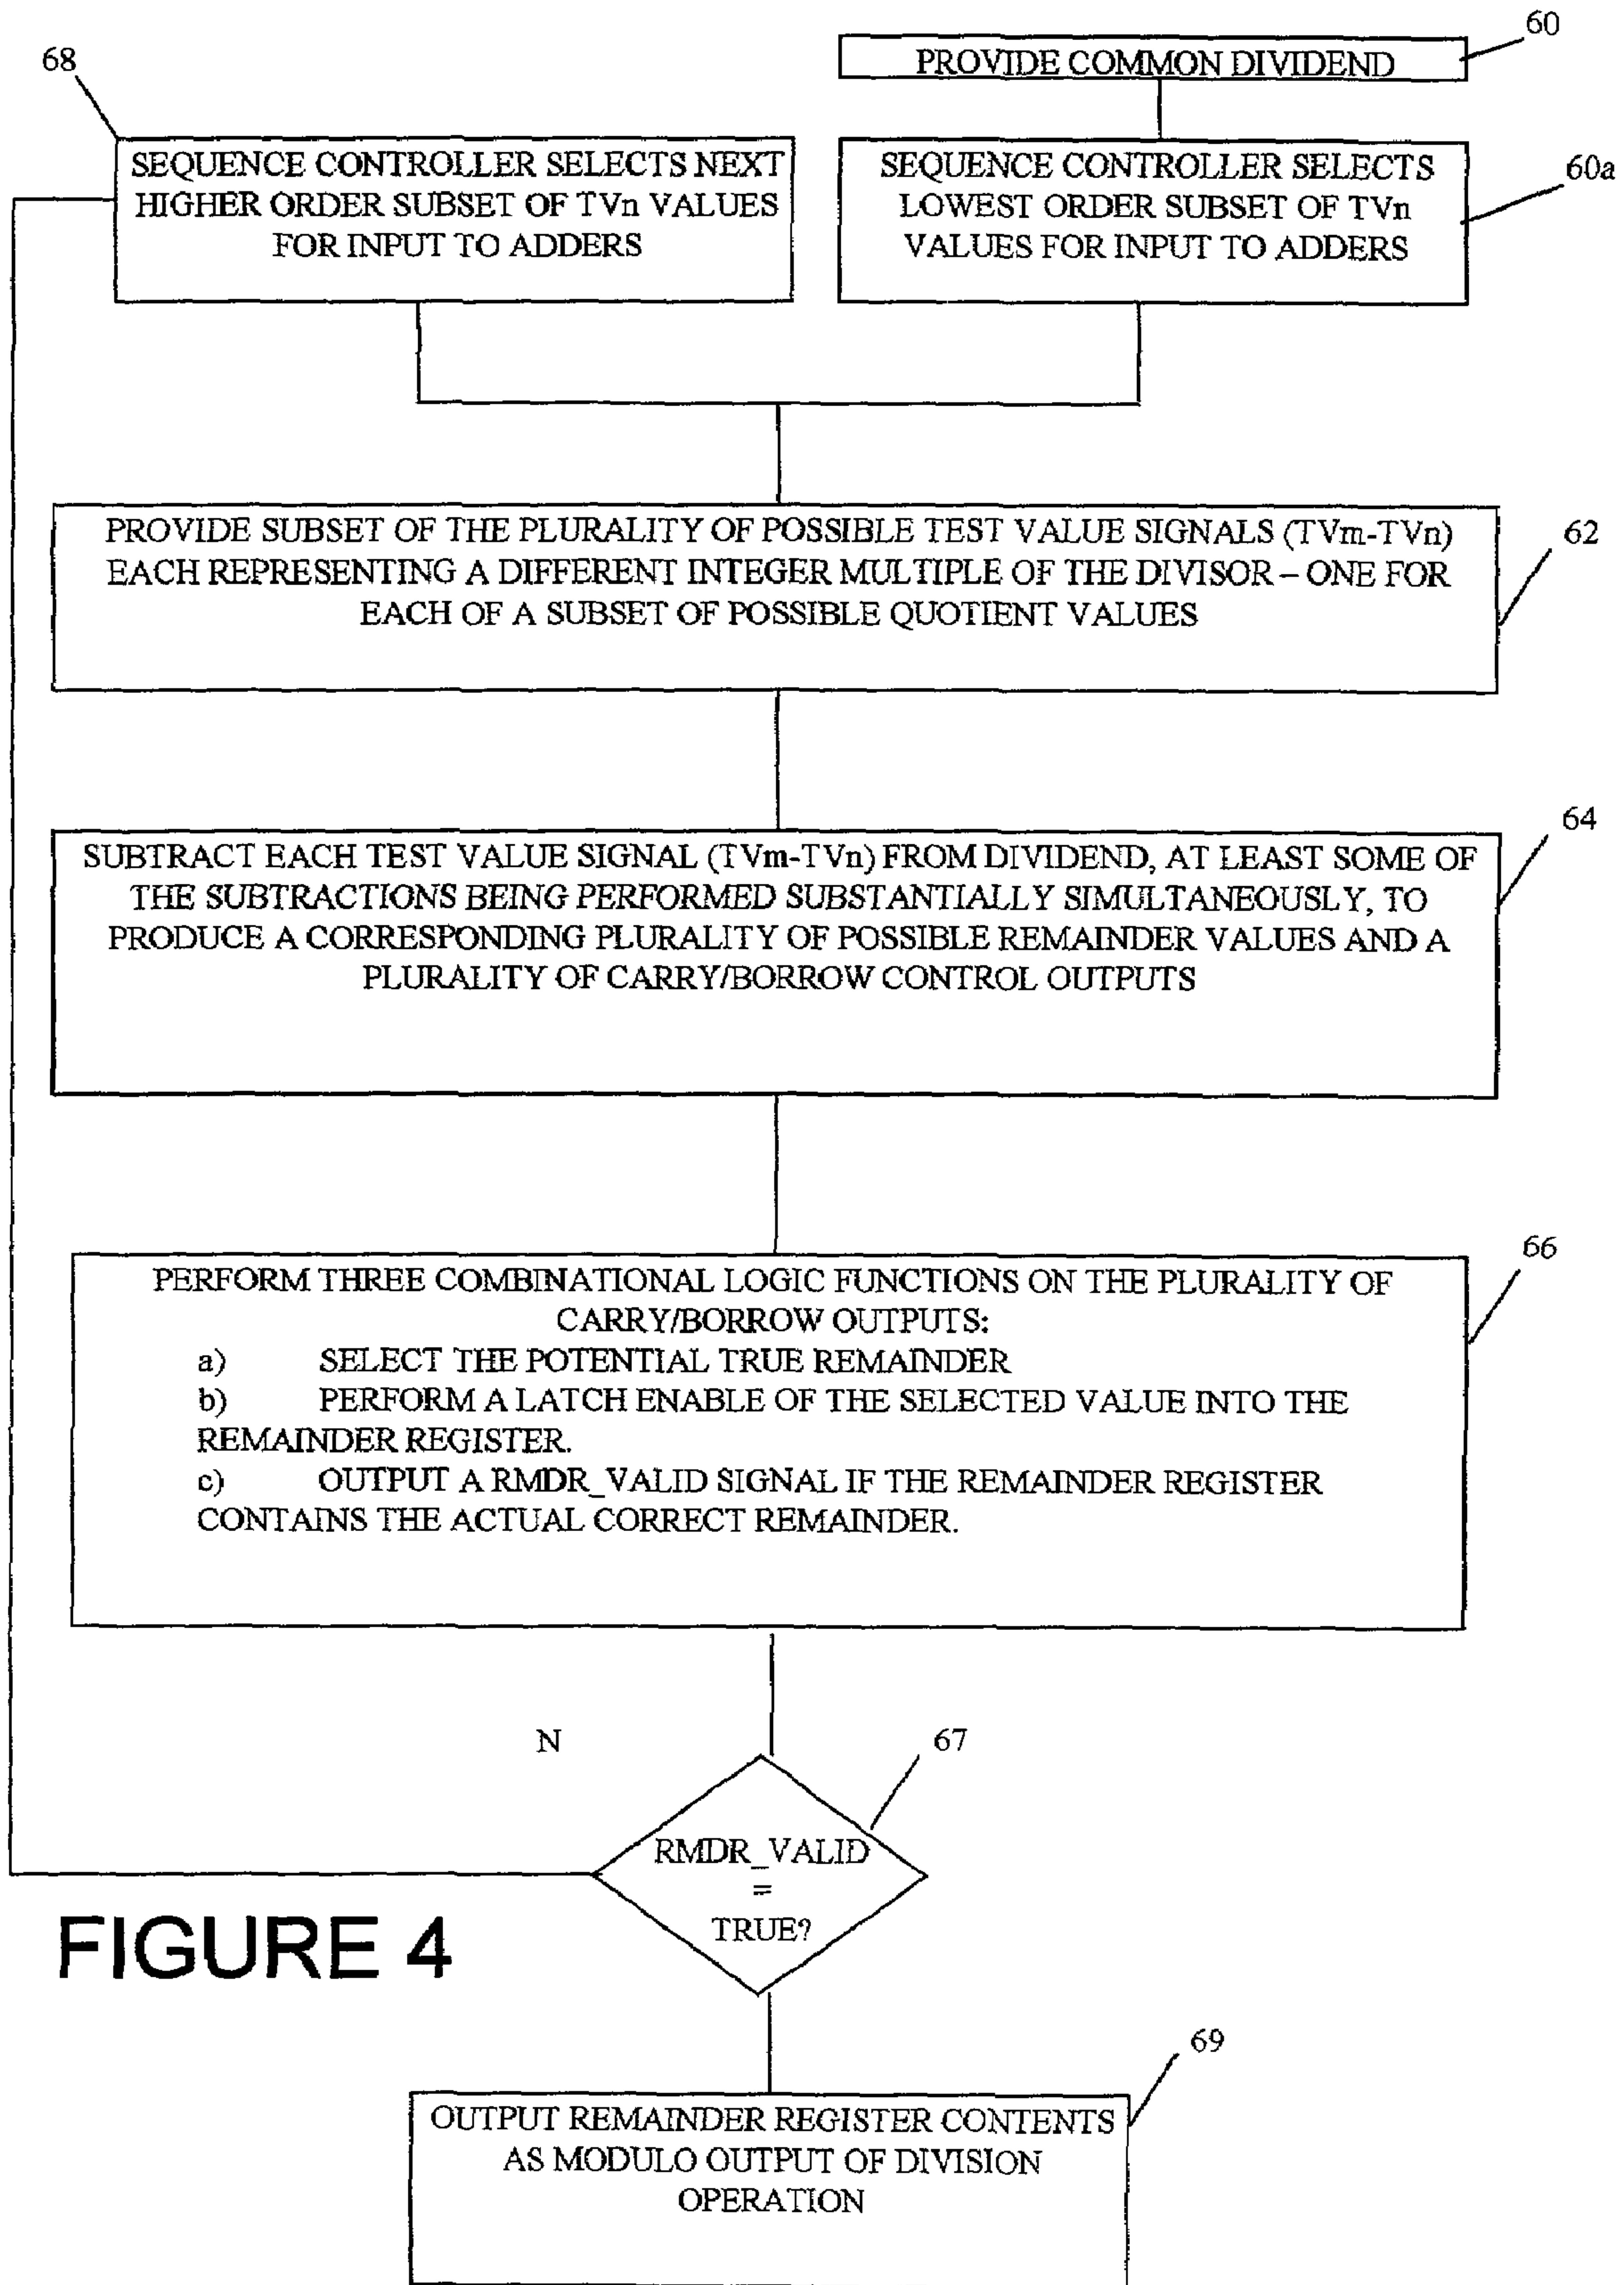 60
PROVIDE COMMON DIVIDEND
68
SEQUENCE CONTROLLER SELECTS NEXT
HIGHER ORDER SUBSET OF TVn VALUES
FOR INPUT TO ADDERS
60a
SEQUENCE CONTROLLER SELECTS
LOWEST ORDER SUBSET OF TVn
VALUES FOR INPUT TO ADDERS
62
PROVIDE SUBSET OF THE PLURALITY OF POSSIBLE TEST VALUE SIGNALS (TVm-TVn)
EACH REPRESENTING A DIFFERENT INTEGER MULTIPLE OF THE DIVISOR – ONE FOR
EACH OF A SUBSET OF POSSIBLE QUOTIENT VALUES
64
SUBTRACT EACH TEST VALUE SIGNAL (TVm-TVn) FROM DIVIDEND, AT LEAST SOME OF
THE SUBTRACTIONS BEING PERFORMED SUBSTANTIALLY SIMULTANEOUSLY, TO
PRODUCE A CORRESPONDING PLURALITY OF POSSIBLE REMAINDER VALUES AND A
PLURALITY OF CARRY/BORROW CONTROL OUTPUTS
66
PERFORM THREE COMBINATIONAL LOGIC FUNCTIONS ON THE PLURALITY OF
CARRY/BORROW OUTPUTS:
a) SELECT THE POTENTIAL TRUE REMAINDER
b) PERFORM A LATCH ENABLE OF THE SELECTED VALUE INTO THE
REMAINDER REGISTER.
c) OUTPUT A RMDR_VALID SIGNAL IF THE REMAINDER REGISTER
CONTAINS THE ACTUAL CORRECT REMAINDER.
N
67
RMDR_VALID
=
TRUE?
FIGURE 4
69
OUTPUT REMAINDER REGISTER CONTENTS
AS MODULO OUTPUT OF DIVISION
OPERATION